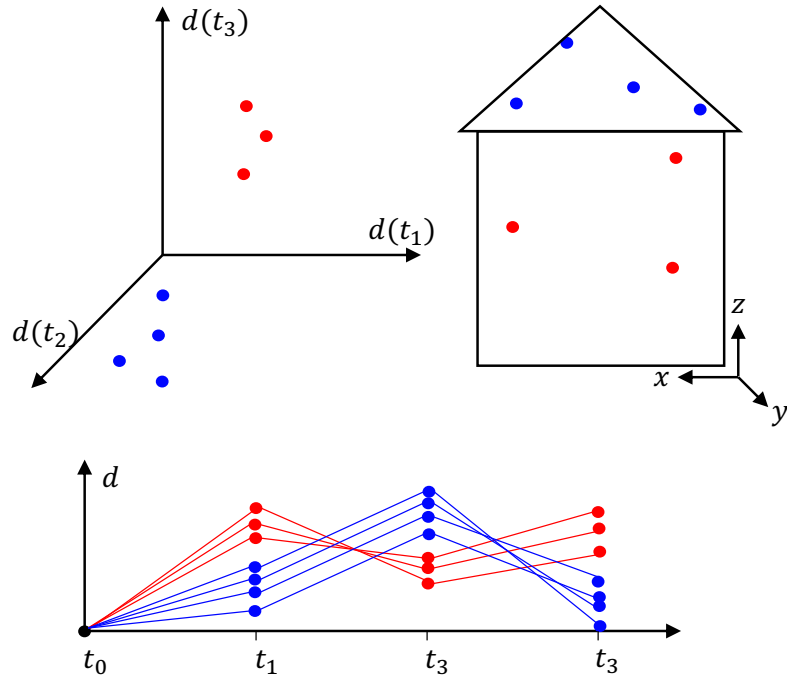 d(t₃)
d(t₁)
d(t₂)
z
x
y
d
t₀ t₁ t₃ t₃